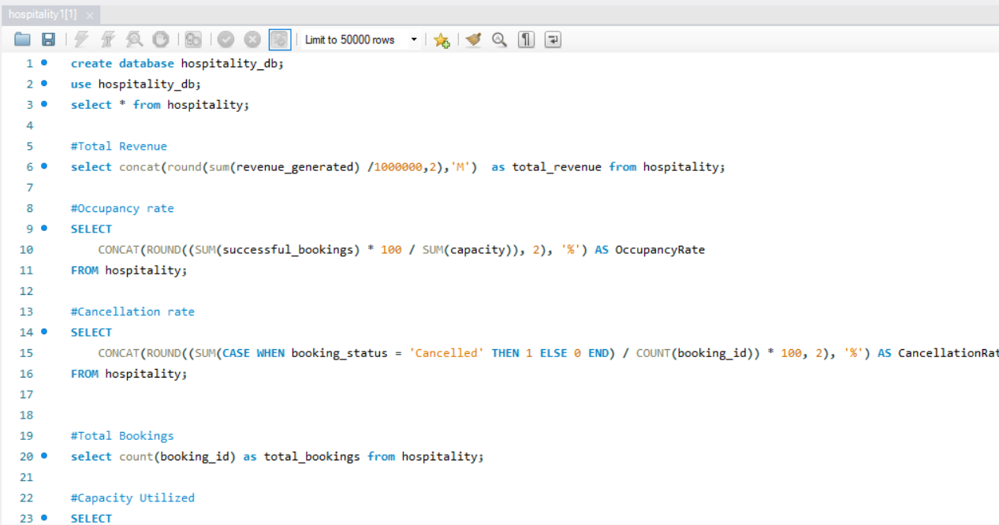 hospitality1[1]
Limit to 50000 rows
1 create database hospitality_db;
2 use hospitality_db;
3 select * from hospitality;
4
5 #Total Revenue
6 select concat(round(sum(revenue_generated) /1000000,2),'M')  as total_revenue from hospitality;
7
8 #Occupancy rate
9 SELECT
10     CONCAT(ROUND((SUM(successful_bookings) * 100 / SUM(capacity)), 2), '%') AS OccupancyRate
11 FROM hospitality;
12
13 #Cancellation rate
14 SELECT
15     CONCAT(ROUND((SUM(CASE WHEN booking_status = 'Cancelled' THEN 1 ELSE 0 END) / COUNT(booking_id)) * 100, 2), '%') AS CancellationRat
16 FROM hospitality;
17
18
19 #Total Bookings
20 select count(booking_id) as total_bookings from hospitality;
21
22 #Capacity Utilized
23 SELECT